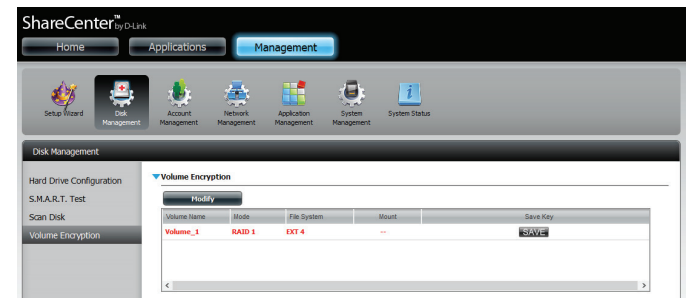 ShareCenter™ by D-Link
Home Applications Management
Setup Wizard Disk Management Account Management Network Management Application Management System Management System Status
Disk Management
Hard Drive Configuration
S.M.A.R.T. Test
Scan Disk
Volume Encryption
Volume Encryption
Modify
Volume Name Mode File System Mount Save Key
Volume_1 RAID 1 EXT 4 -- SAVE